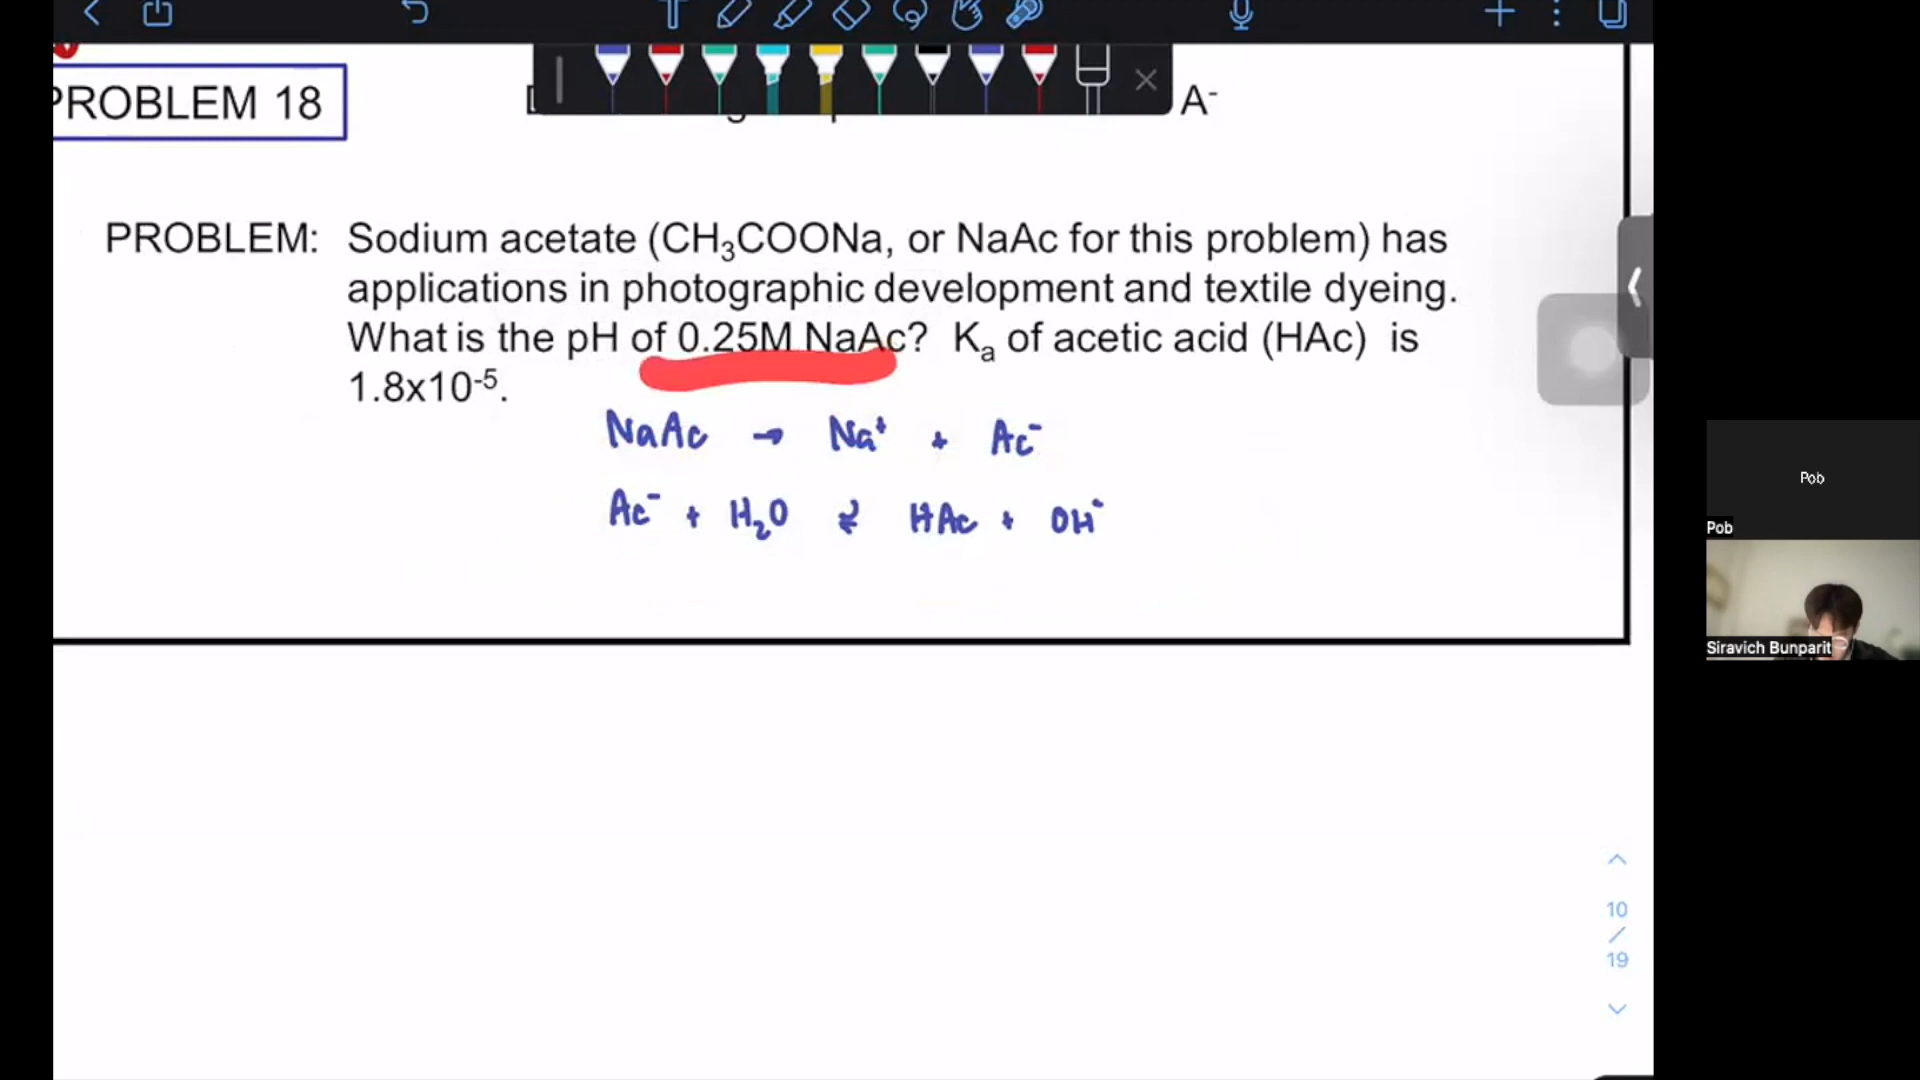 PROBLEM 18
A⁻
PROBLEM: Sodium acetate (CH₃COONa, or NaAc for this problem) has
applications in photographic development and textile dyeing.
What is the pH of 0.25M NaAc? Kₐ of acetic acid (HAc) is
1.8x10⁻⁵.
NaAc → Na⁺ + Ac⁻
Ac⁻ + H₂O ⇌ HAc + OH⁻
Pob
Pob
Siravich Bunparit
10
/
19